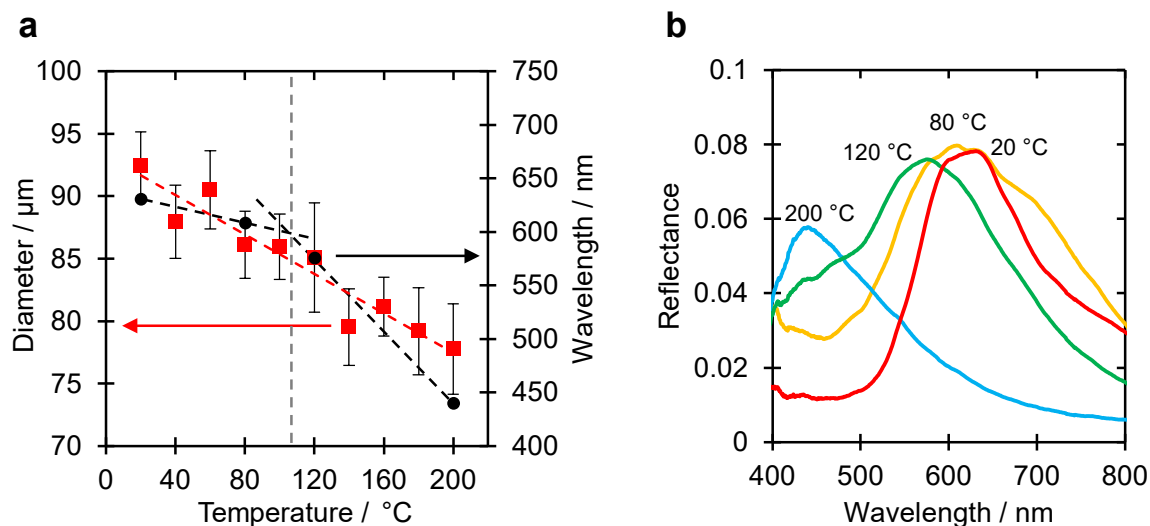 a
100
95
90
85
80
75
70
Diameter / µm
0
40
80
120
160
200
Temperature / °C
750
700
650
600
550
500
450
400
Wavelength / nm
b
0.1
0.08
0.06
0.04
0.02
0
Reflectance
80 °C
120 °C
20 °C
200 °C
400
500
600
700
800
Wavelength / nm